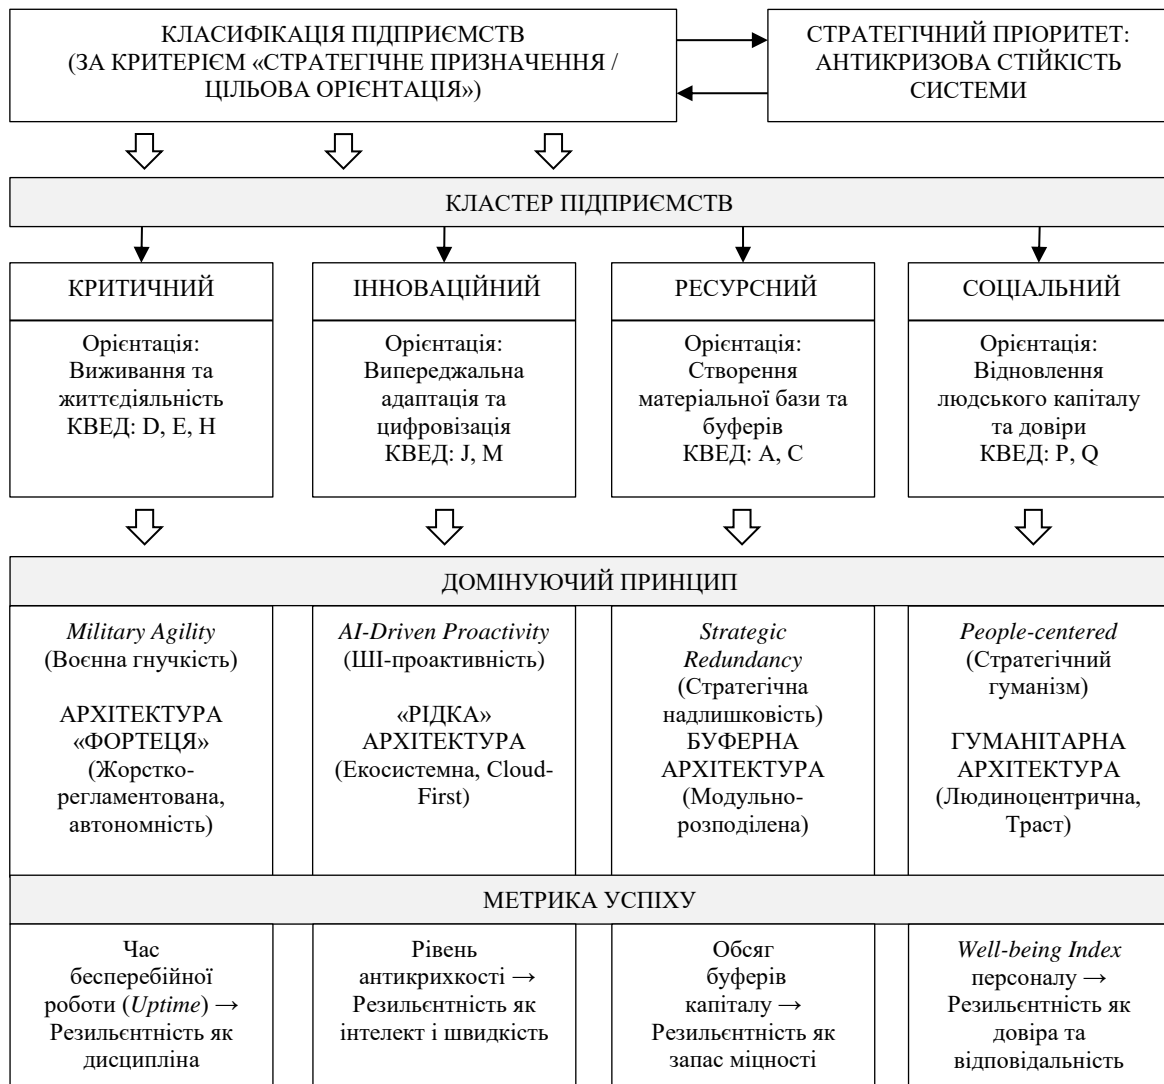 КЛАСИФІКАЦІЯ ПІДПРИЄМСТВ
(ЗА КРИТЕРІЄМ «СТРАТЕГІЧНЕ ПРИЗНАЧЕННЯ /
ЦІЛЬОВА ОРІЄНТАЦІЯ»)
СТРАТЕГІЧНИЙ ПРІОРИТЕТ:
АНТИКРИЗОВА СТІЙКІСТЬ
СИСТЕМИ
КЛАСТЕР ПІДПРИЄМСТВ
КРИТИЧНИЙ
Орієнтація:
Виживання та
життєдіяльність
КВЕД: D, E, H
ІННОВАЦІЙНИЙ
Орієнтація:
Випереджальна
адаптація та
цифровізація
КВЕД: J, M
РЕСУРСНИЙ
Орієнтація:
Створення
матеріальної бази та
буферів
КВЕД: A, C
СОЦІАЛЬНИЙ
Орієнтація:
Відновлення
людського капіталу
та довіри
КВЕД: P, Q
ДОМІНУЮЧИЙ ПРИНЦИП
Military Agility
(Воєнна гнучкість)
АРХІТЕКТУРА
«ФОРТЕЦЯ»
(Жорстко-
регламентована,
автономність)
AI-Driven Proactivity
(ШІ-проактивність)
«РІДКА»
АРХІТЕКТУРА
(Екосистемна, Cloud-
First)
Strategic
Redundancy
(Стратегічна
надлишковість)
БУФЕРНА
АРХІТЕКТУРА
(Модульно-
розподілена)
People-centered
(Стратегічний
гуманізм)
ГУМАНІТАРНА
АРХІТЕКТУРА
(Людиноцентрична,
Траст)
МЕТРИКА УСПІХУ
Час
бесперебійної
роботи (Uptime) →
Резильєнтність як
дисципліна
Рівень
антикрихкості →
Резильєнтність як
інтелект і швидкість
Обсяг
буферів
капіталу →
Резильєнтність як
запас міцності
Well-being Index
персоналу →
Резильєнтність як
довіра та
відповідальність